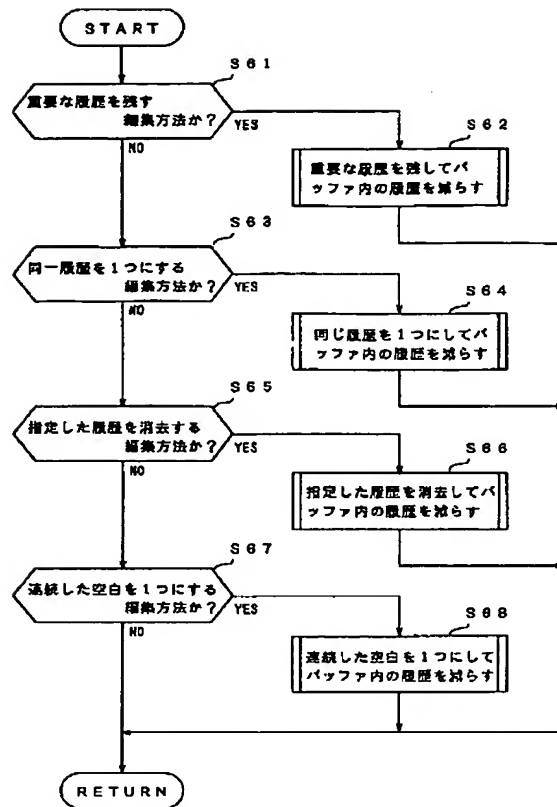 START
S61
重要な履歴を残す
編集方法か？
YES
NO
S62
重要な履歴を残してバ
ッファ内の履歴を減らす
S63
同一履歴を１つにする
編集方法か？
YES
NO
S64
同じ履歴を１つにしてバ
ッファ内の履歴を減らす
S65
指定した履歴を消去する
編集方法か？
YES
NO
S66
指定した履歴を消去してバ
ッファ内の履歴を減らす
S67
連続した空白を１つにする
編集方法か？
YES
NO
S68
連続した空白を１つにして
バッファ内の履歴を減らす
RETURN